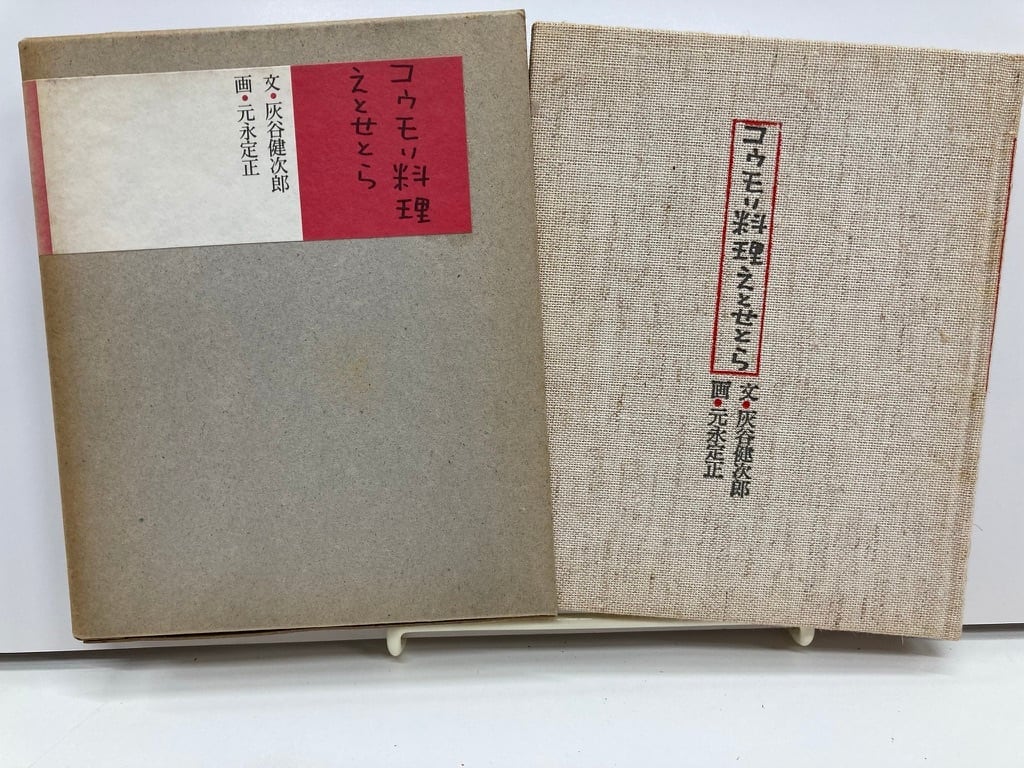 コウモリ料理
えとせとら
文・灰谷健次郎
画・元永定正
コウモリ料理えとせとら
文・灰谷健次郎
画・元永定正